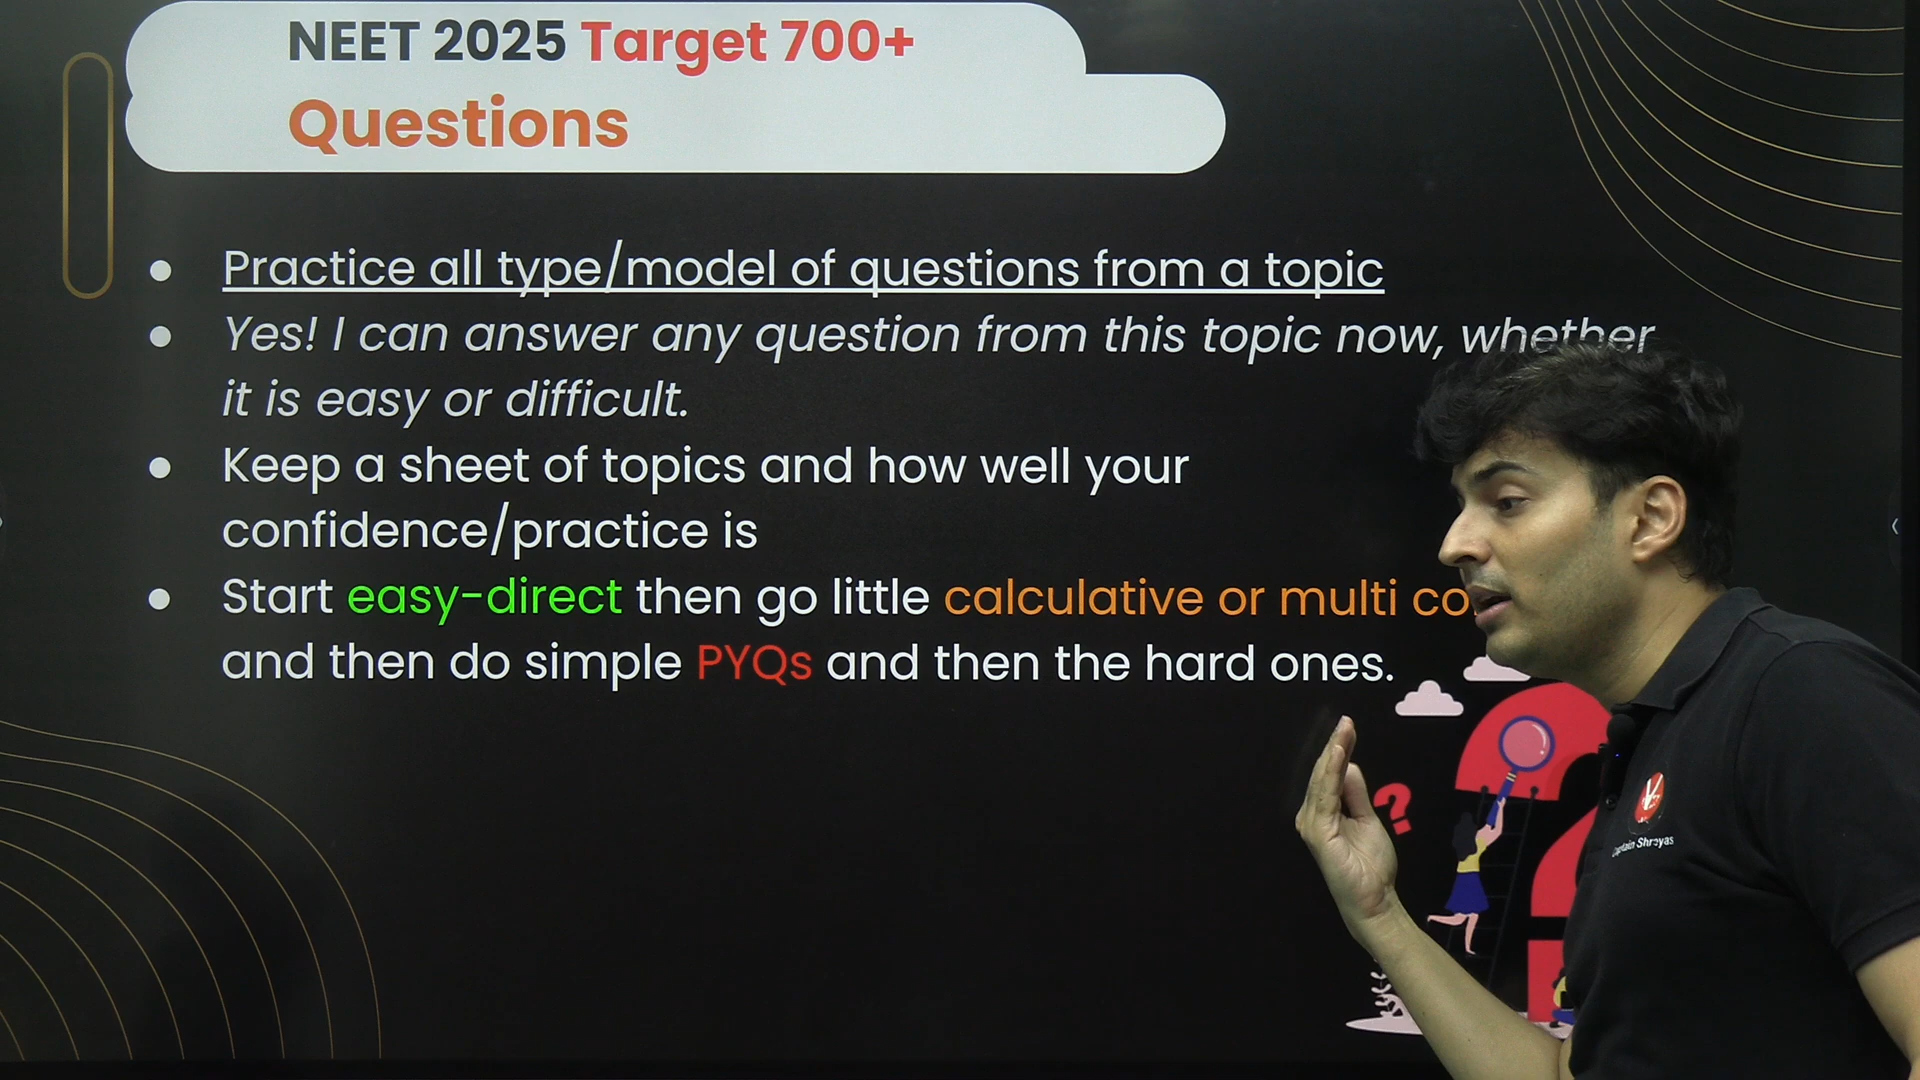 NEET 2025 Target 700+
Questions
Practice all type/model of questions from a topic
Yes! I can answer any question from this topic now, whether
it is easy or difficult.
Keep a sheet of topics and how well your
confidence/practice is
Start easy-direct then go little calculative or multi co
and then do simple PYQs and then the hard ones.
?
Captain Shreyas